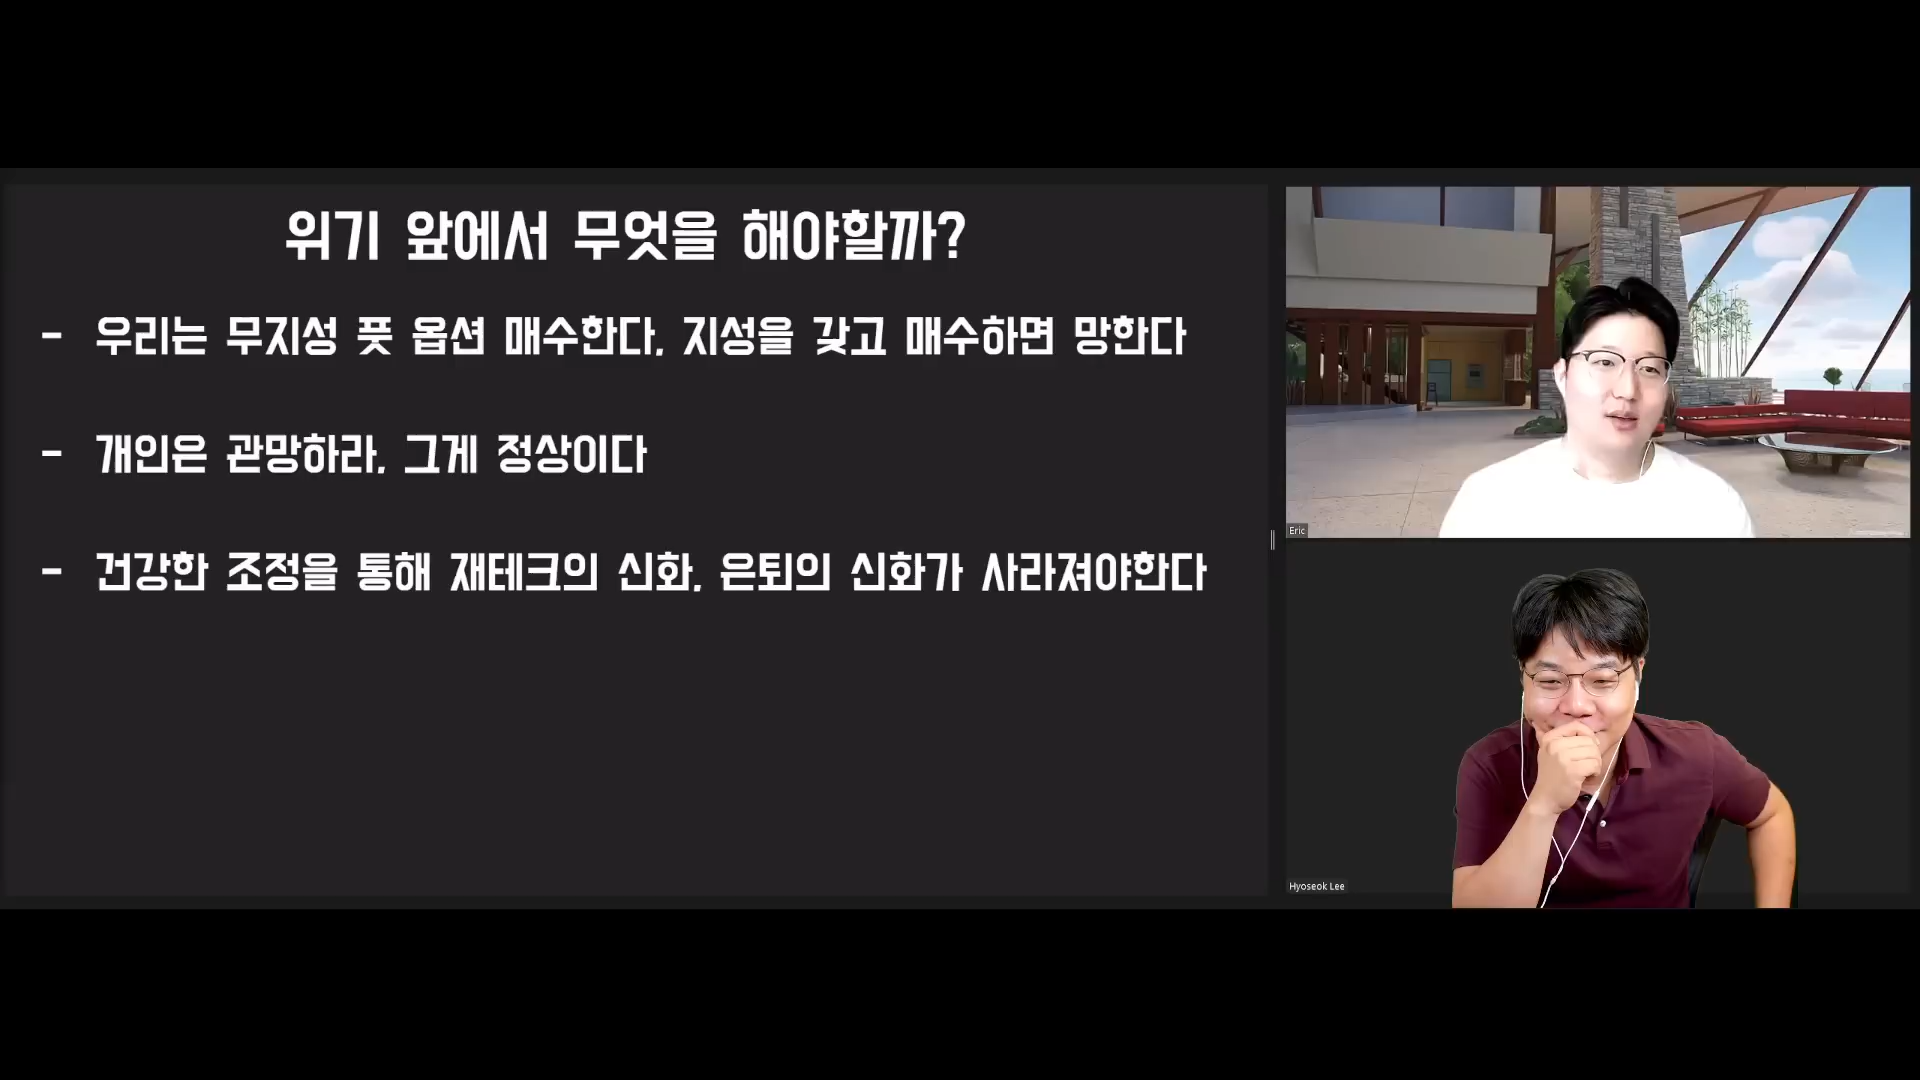 위기 앞에서 무엇을 해야할까?
- 우리는 무지성 풋 옵션 매수한다, 지성을 갖고 매수하면 망한다
- 개인은 관망하라, 그게 정상이다
- 건강한 조정을 통해 재테크의 신화, 은퇴의 신화가 사라져야한다
Eric
Hyoseok Lee